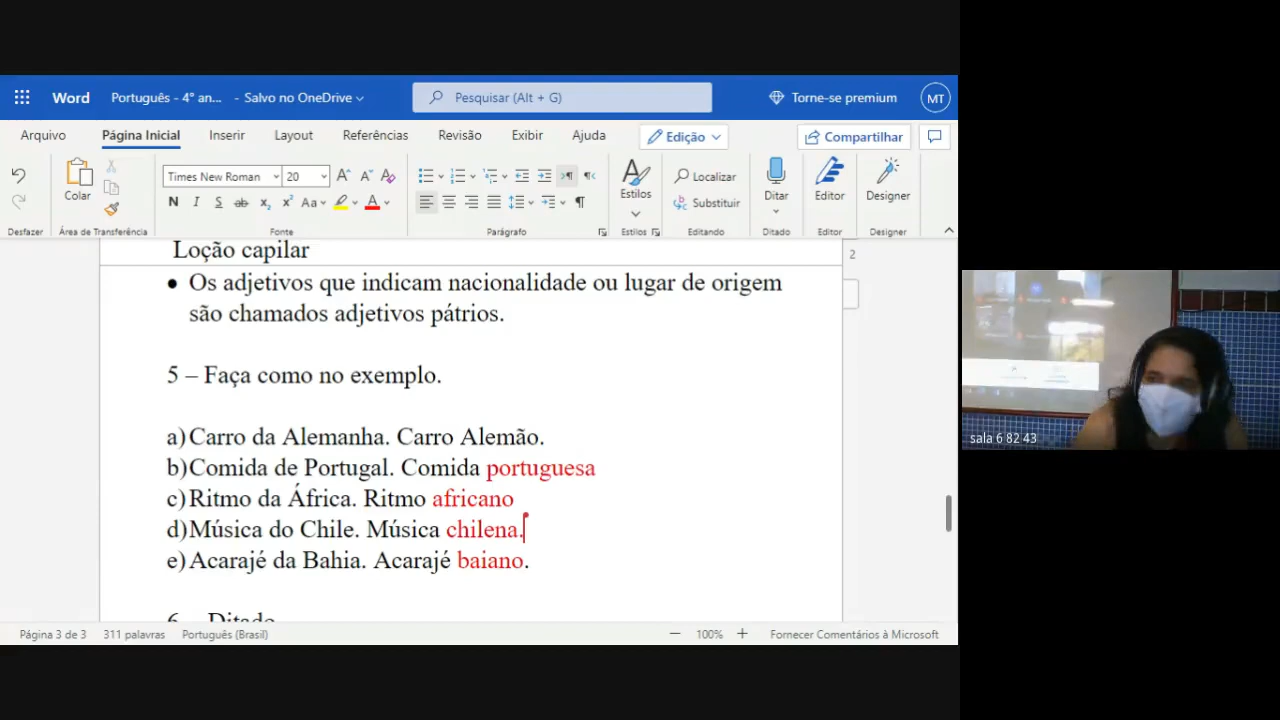 Word Português - 4° an... - Salvo no OneDrive Pesquisar (Alt + G) Torne-se premium MT
Arquivo Página Inicial Inserir Layout Referências Revisão Exibir Ajuda Edição Compartilhar
Times New Roman 20
Colar Estilos Localizar Substituir Ditar Editor Designer
Desfazer Área de Transferência Fonte Parágrafo Estilos Editando Ditado Editor Designer
Loção capilar
2
• Os adjetivos que indicam nacionalidade ou lugar de origem
são chamados adjetivos pátrios.
5 – Faça como no exemplo.
a) Carro da Alemanha. Carro Alemão.
b) Comida de Portugal. Comida portuguesa
c) Ritmo da África. Ritmo africano
d) Música do Chile. Música chilena.
e) Acarajé da Bahia. Acarajé baiano.
6 – Ditado
Página 3 de 3 311 palavras Português (Brasil) 100% Fornecer Comentários à Microsoft
sala 6 82 43